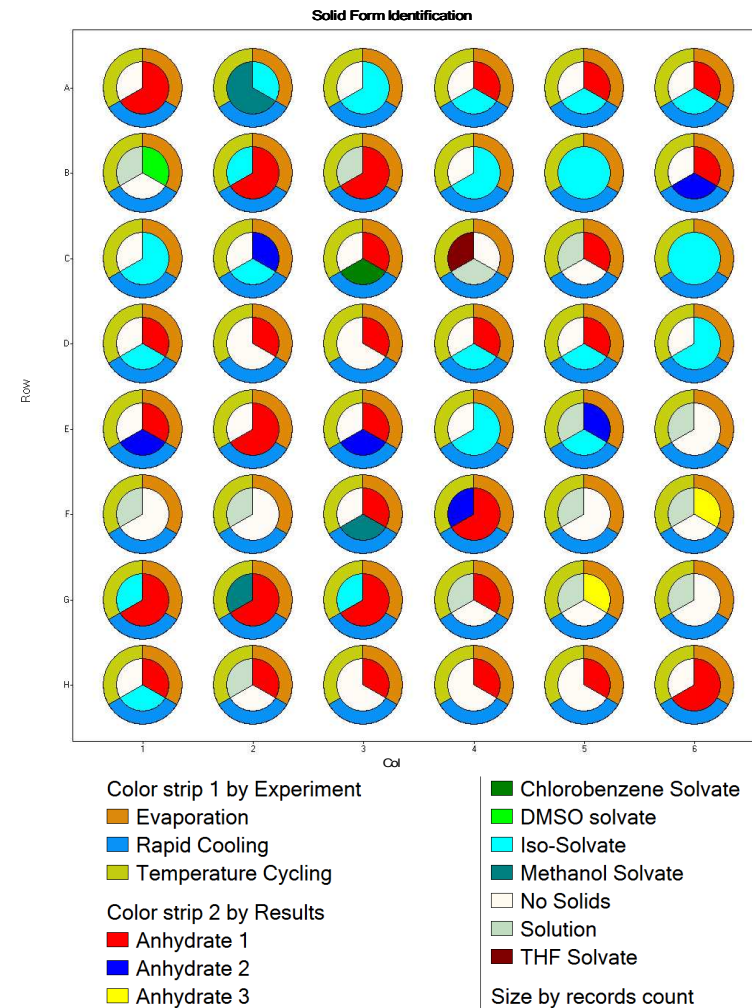 Solid Form Identification
A
B
C
D
E
F
G
H
Row
1 2 3 4 5 6
Col
Color strip 1 by Experiment
Evaporation
Rapid Cooling
Temperature Cycling
Color strip 2 by Results
Anhydrate 1
Anhydrate 2
Anhydrate 3
Chlorobenzene Solvate
DMSO solvate
Iso-Solvate
Methanol Solvate
No Solids
Solution
THF Solvate
Size by records count